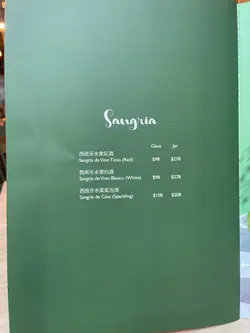 Sangria
Glass Jar
西班牙水果紅酒
Sangria de Vino Tinto (Red) $98 $278
西班牙水果白酒
Sangria de Vino Blanco (White) $98 $278
西班牙水果氣泡酒
Sangria de Cava (Sparkling) $108 $308